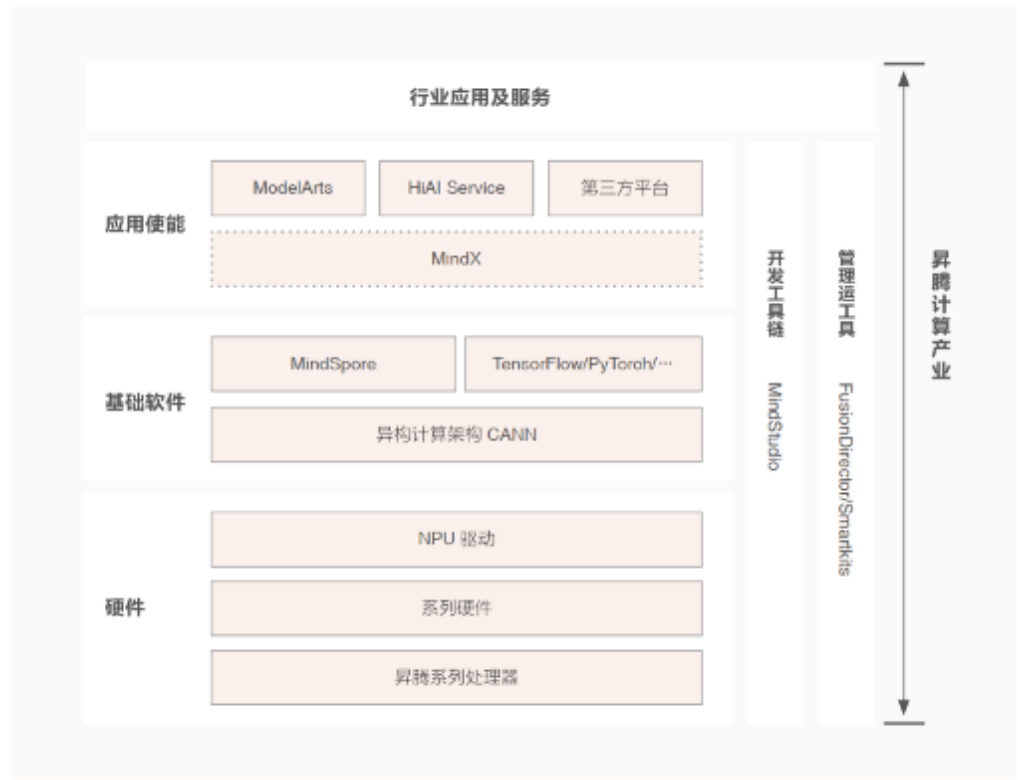 行业应用及服务
应用使能
ModelArts
HiAI Service
第三方平台
MindX
基础软件
MindSpore
TensorFlow/PyTorch/···
异构计算架构 CANN
硬件
NPU 驱动
系列硬件
昇腾系列处理器
开发工具链 MindStudio
管理运工具 FusionDirector/Smartkits
昇腾计算产业